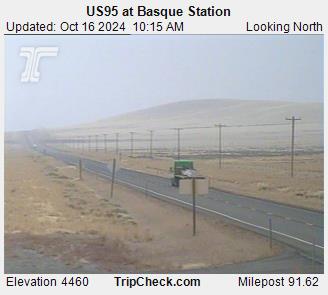 US95 at Basque Station
Updated: Oct 16 2024 10:15 AM Looking North
Elevation 4460 TripCheck.com Milepost 91.62